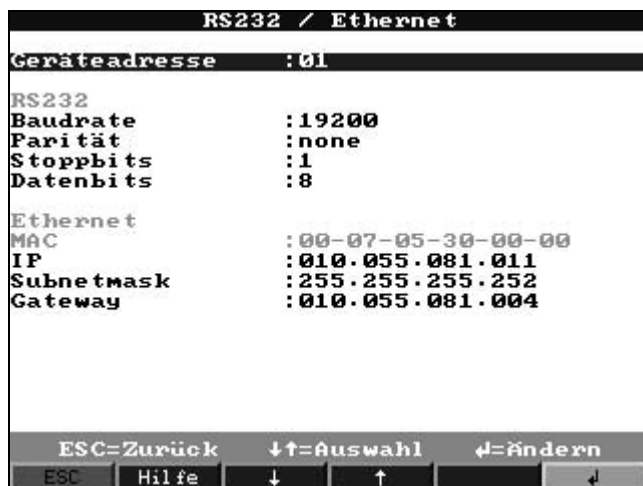 RS232 / Ethernet
Geräteadresse :01
RS232
Baudrate :19200
Parität :none
Stoppbits :1
Datenbits :8
Ethernet
MAC :00-07-05-30-00-00
IP :010.055.081.011
Subnetmask :255.255.255.252
Gateway :010.055.081.004
ESC=Zurück ↓↑=Auswahl ↲=Ändern
ESC Hilfe ↓ ↑ ↲